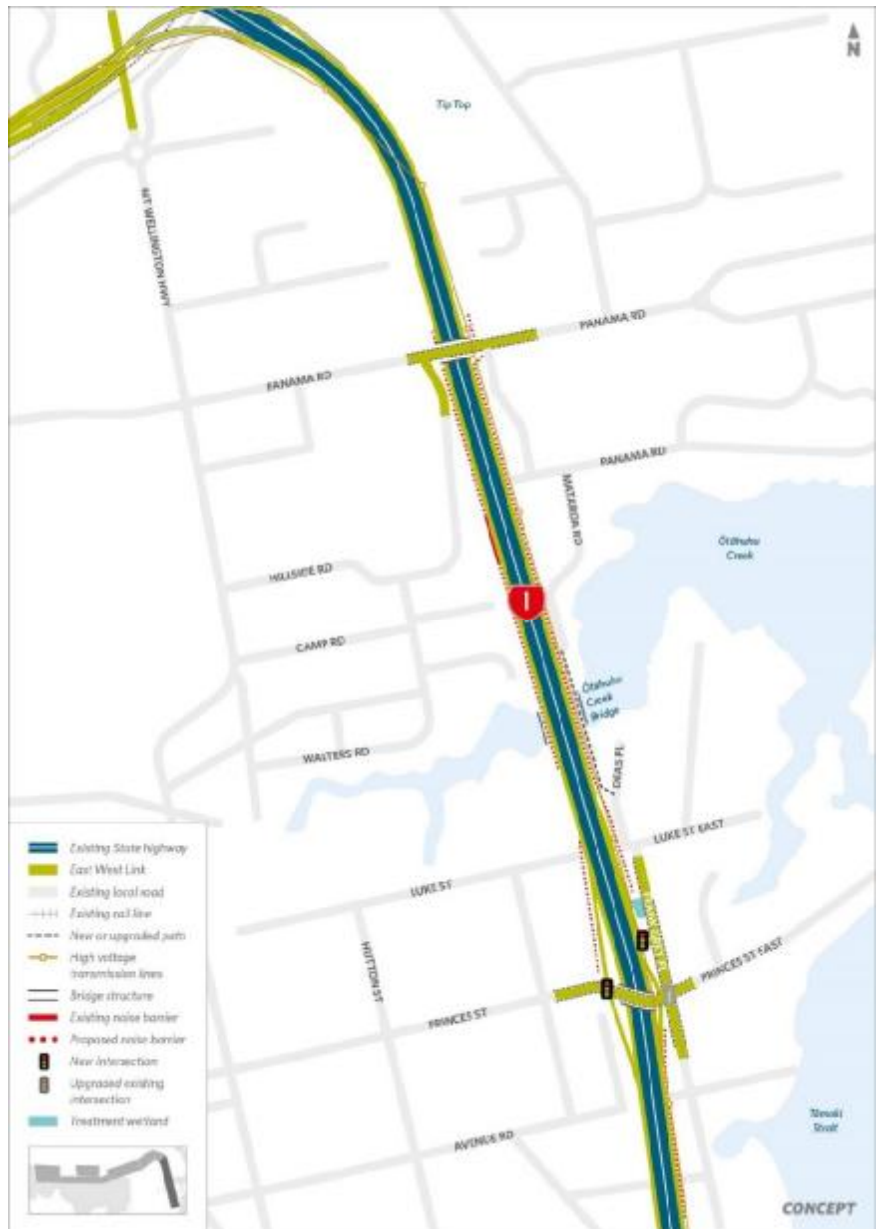 N
Tip Top
MT WELLINGTON HWY
PANAMA RD
PANAMA RD
PANAMA RD
MATAROA RD
Ōtāhuhu
Creek
HILLSIDE RD
1
CAMP RD
Ōtāhuhu
Creek
Bridge
WALTERS RD
DEAS PL
LUKE ST EAST
LUKE ST
HUTTON ST
PRINCES ST EAST
PRINCES ST
AVENUE RD
Tāmaki
Strait
Existing State highway
East West Link
Existing local road
Existing rail line
New or upgraded path
High voltage
transmission lines
Bridge structure
Existing noise barrier
Proposed noise barrier
New intersection
Upgraded existing
intersection
Treatment wetland
CONCEPT